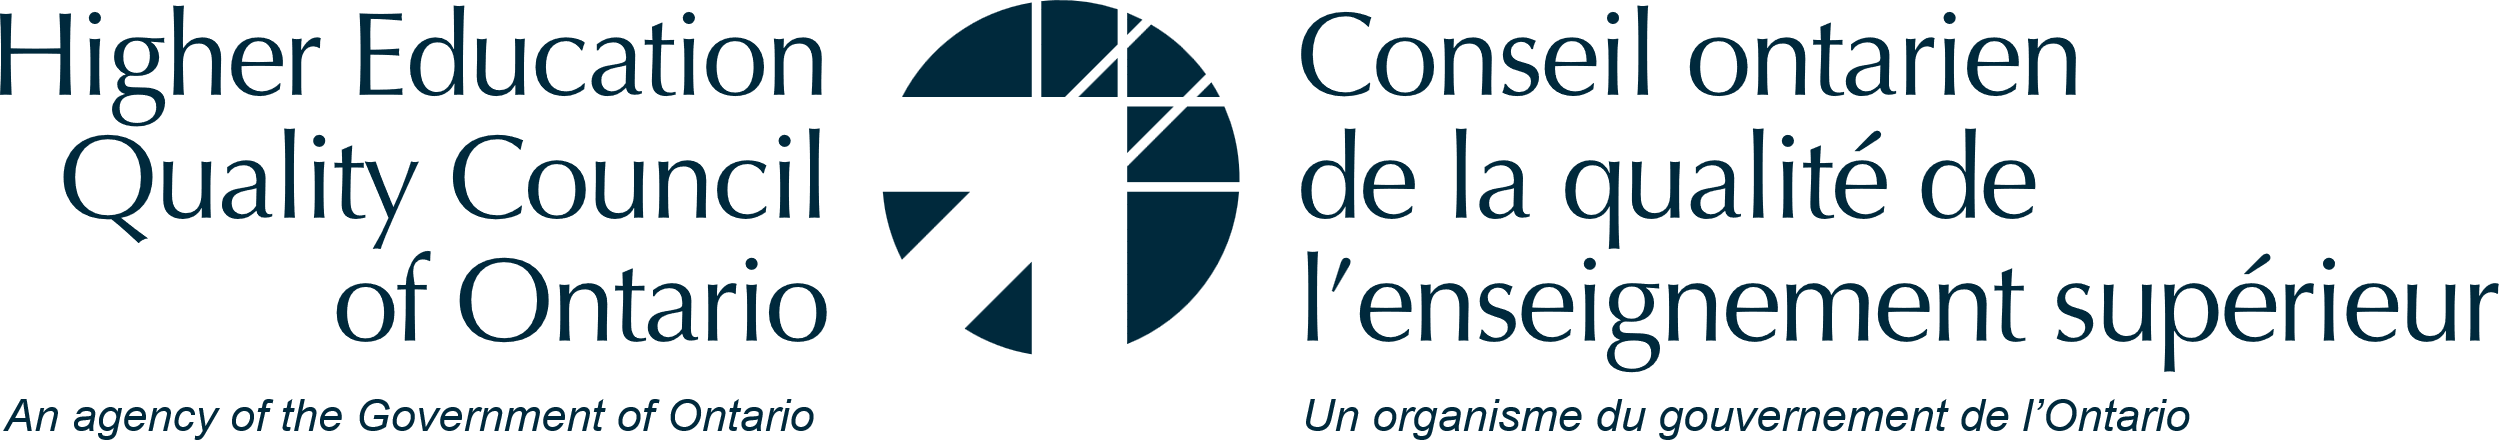 Higher Education
Quality Council
of Ontario
An agency of the Government of Ontario
Conseil ontarien
de la qualité de
l’enseignement supérieur
Un organisme du gouvernement de l’Ontario